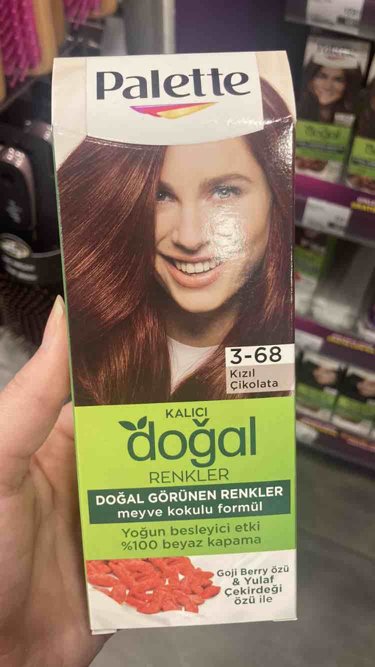 Palette
3-68
Kızıl
Çikolata
KALICI
doğal
RENKLER
DOĞAL GÖRÜNEN RENKLER
meyve kokulu formül
Yoğun besleyici etki
%100 beyaz kapama
Goji Berry özü
& Yulaf
Çekirdeği
özü ile
doğal